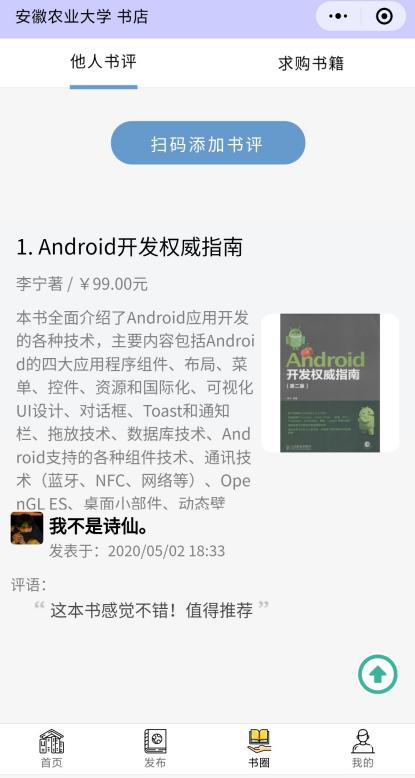 安徽农业大学 书店
他人书评
求购书籍
扫码添加书评
1. Android开发权威指南
李宁著 / ￥99.00元
本书全面介绍了Android应用开发
的各种技术，主要内容包括Androi
d的四大应用程序组件、布局、菜
单、控件、资源和国际化、可视化
UI设计、对话框、Toast和通知
栏、拖放技术、数据库技术、And
roid支持的各种组件技术、通讯技
术（蓝牙、NFC、网络等）、Ope
nGL ES、桌面小部件、动态壁
Android
开发权威指南
（第二版）
我不是诗仙。
发表于：2020/05/02 18:33
评语：
“ 这本书感觉不错！值得推荐 ”
首页
发布
书圈
我的